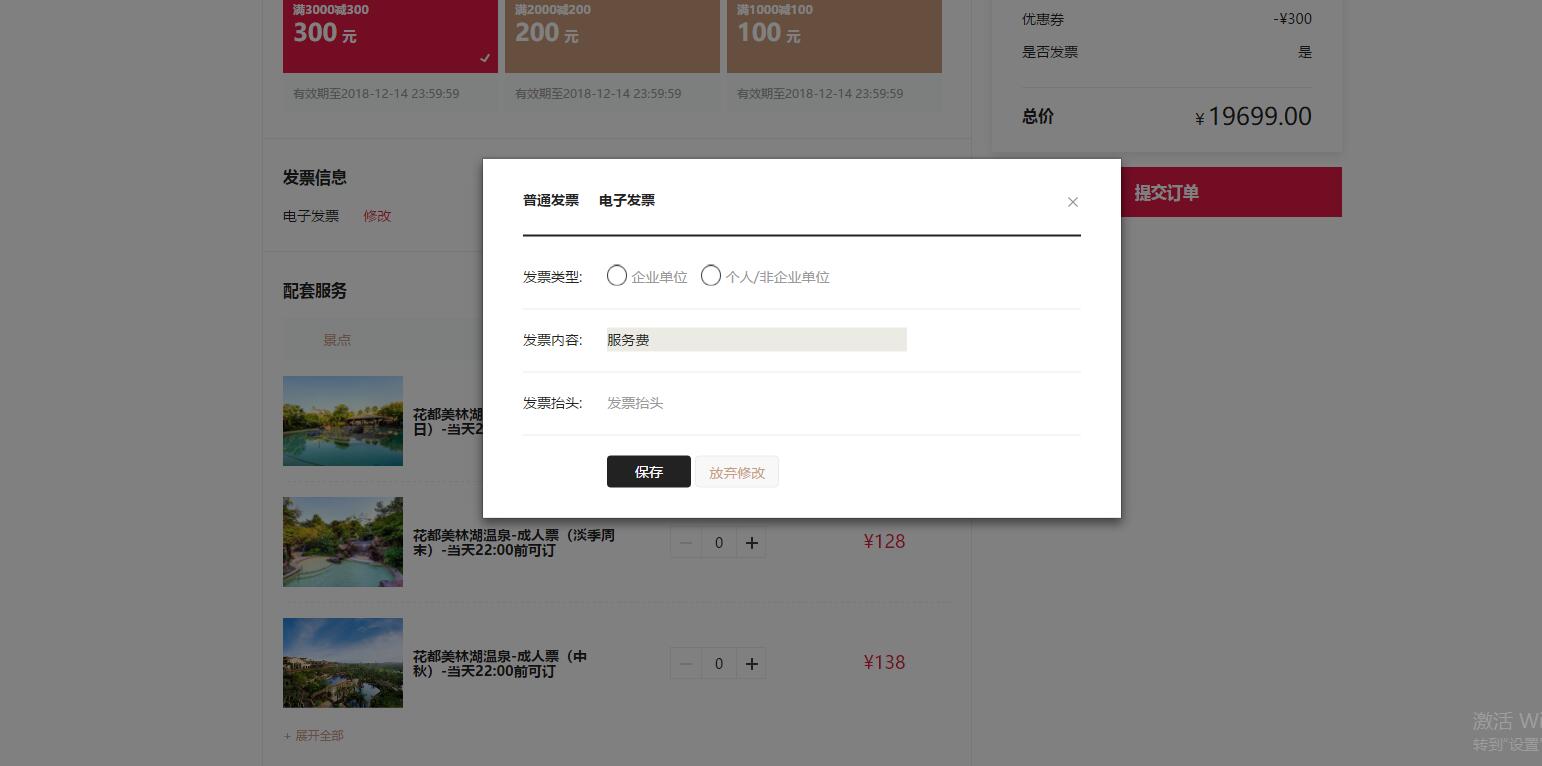 满3000减300
300 元
满2000减200
200 元
满1000减100
100 元
有效期至2018-12-14 23:59:59
有效期至2018-12-14 23:59:59
有效期至2018-12-14 23:59:59
优惠券 -¥300
是否发票 是
总价 ¥19699.00
提交订单
发票信息
电子发票 修改
配套服务
景点
普通发票 电子发票 ×
发票类型: 企业单位 个人/非企业单位
发票内容: 服务费
发票抬头: 发票抬头
保存 放弃修改
花都美林湖
日）-当天2
花都美林湖温泉-成人票（淡季周
末）-当天22:00前可订
0
¥128
花都美林湖温泉-成人票（中
秋）-当天22:00前可订
0
¥138
+ 展开全部
激活 Wi
转到"设置"